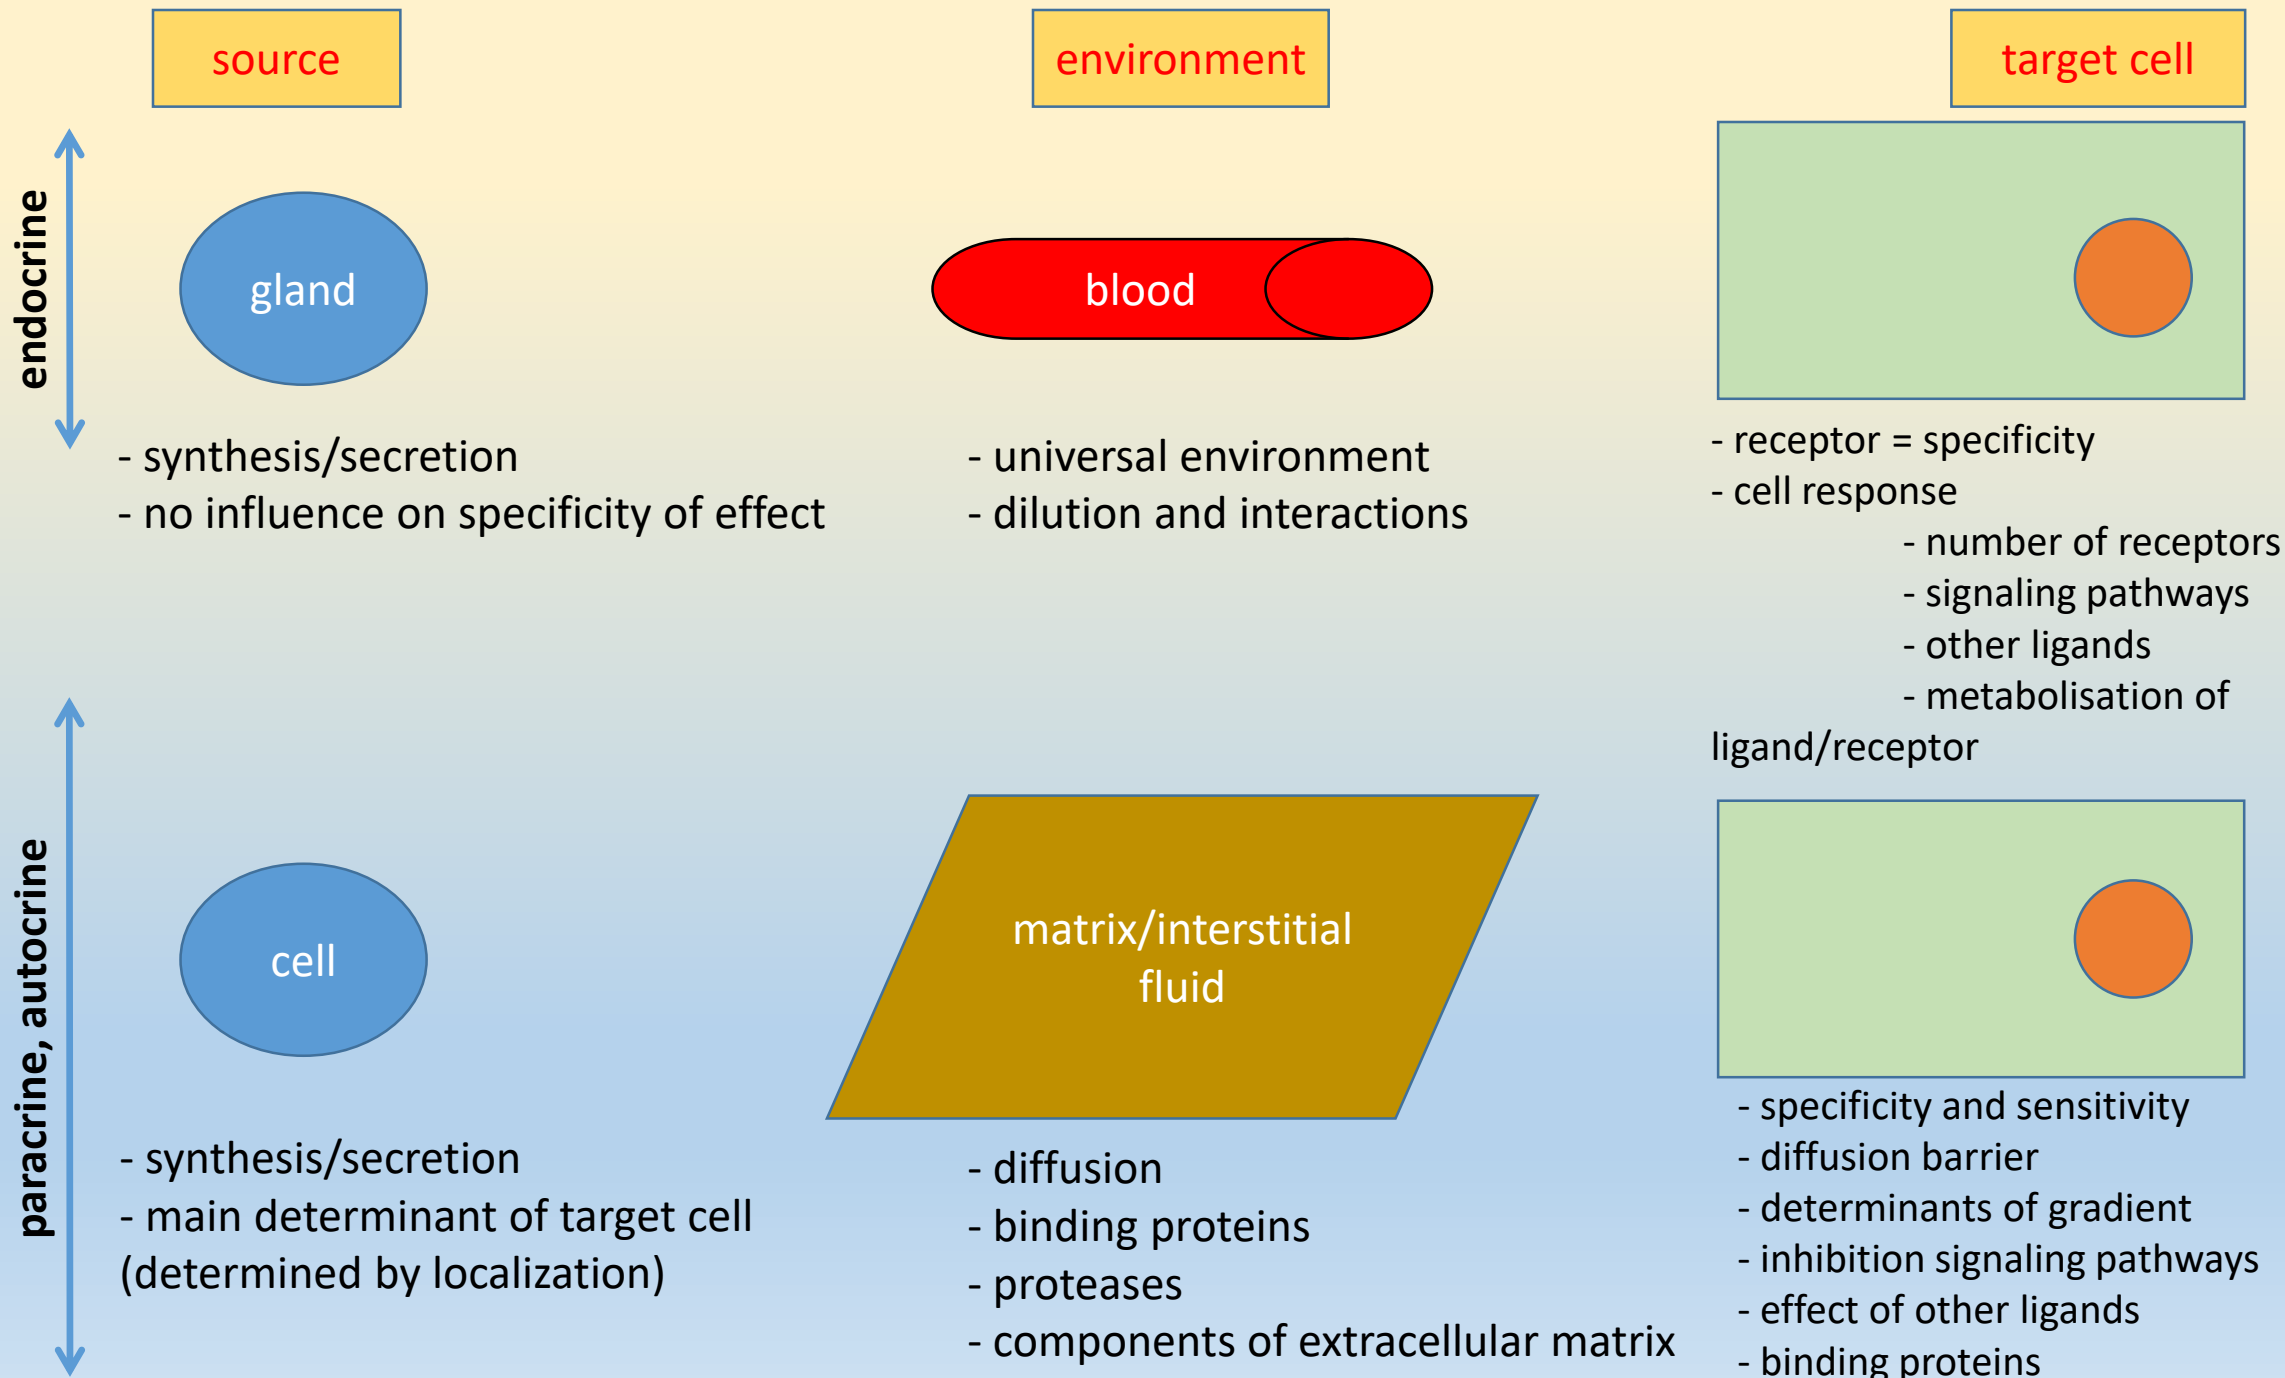 source
environment
target cell
endocrine
gland
blood
- synthesis/secretion
- no influence on specificity of effect
- universal environment
- dilution and interactions
- receptor = specificity
- cell response
- number of receptors
- signaling pathways
- other ligands
- metabolisation of
ligand/receptor
paracrine, autocrine
cell
matrix/interstitial
fluid
- synthesis/secretion
- main determinant of target cell
(determined by localization)
- diffusion
- binding proteins
- proteases
- components of extracellular matrix
- specificity and sensitivity
- diffusion barrier
- determinants of gradient
- inhibition signaling pathways
- effect of other ligands
- binding proteins